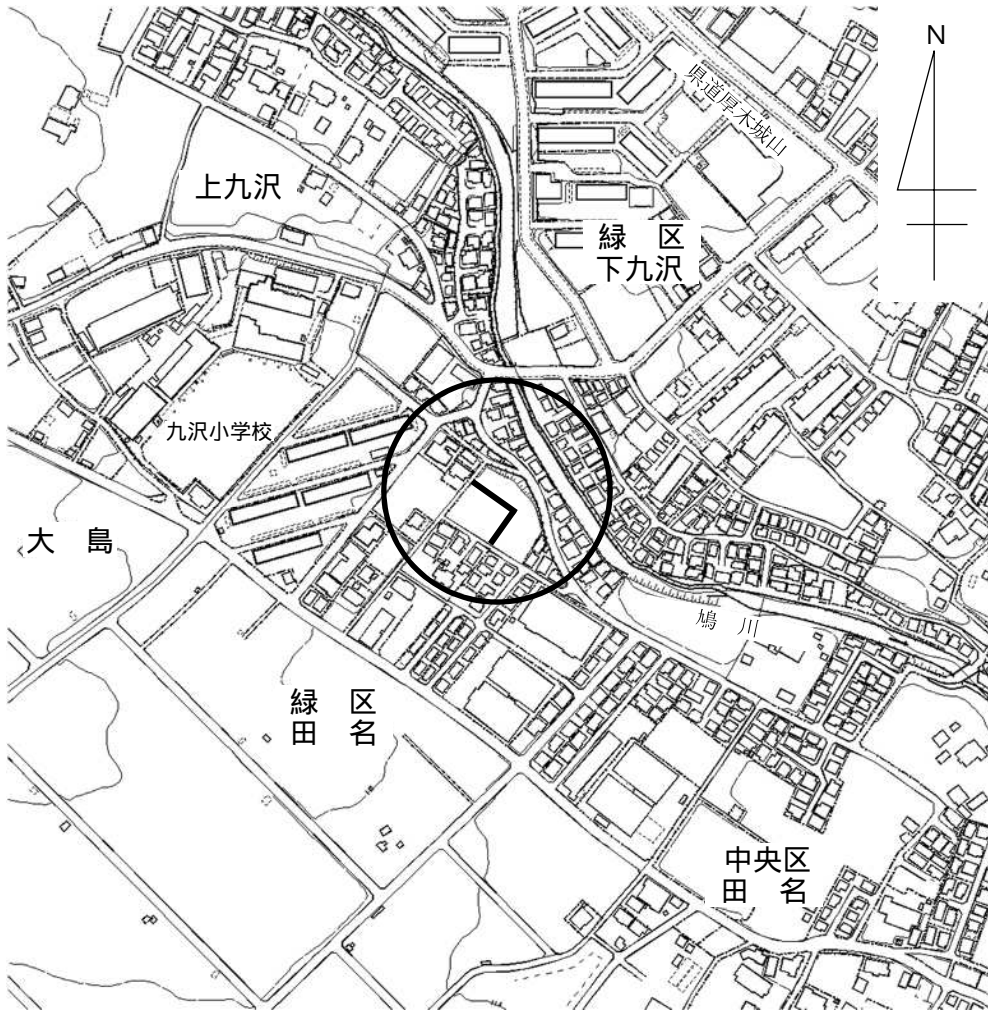 N
県道厚木城山
上九沢
緑 区
下九沢
九沢小学校
大 島
鳩 川
緑 区
田 名
中央区
田 名